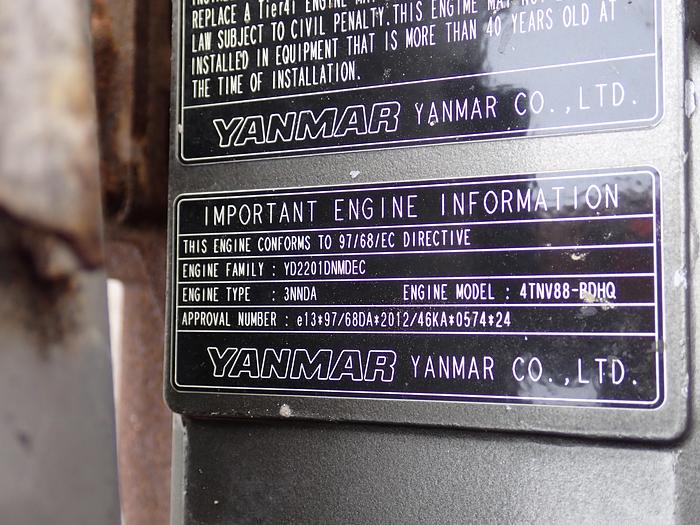 REPLACE A Tier4i ENGINE
LAW SUBJECT TO CIVIL PENALTY.THIS ENGINE MAY NOT
INSTALLED IN EQUIPMENT THAT IS MORE THAN 40 YEARS OLD AT
THE TIME OF INSTALLATION.
YANMAR YANMAR CO.,LTD.
IMPORTANT ENGINE INFORMATION
THIS ENGINE CONFORMS TO 97/68/EC DIRECTIVE
ENGINE FAMILY : YD2201DNMDEC
ENGINE TYPE : 3NNDA ENGINE MODEL : 4TNV88-BDHQ
APPROVAL NUMBER : e13*97/68DA*2012/46KA*0574*24
YANMAR YANMAR CO.,LTD.